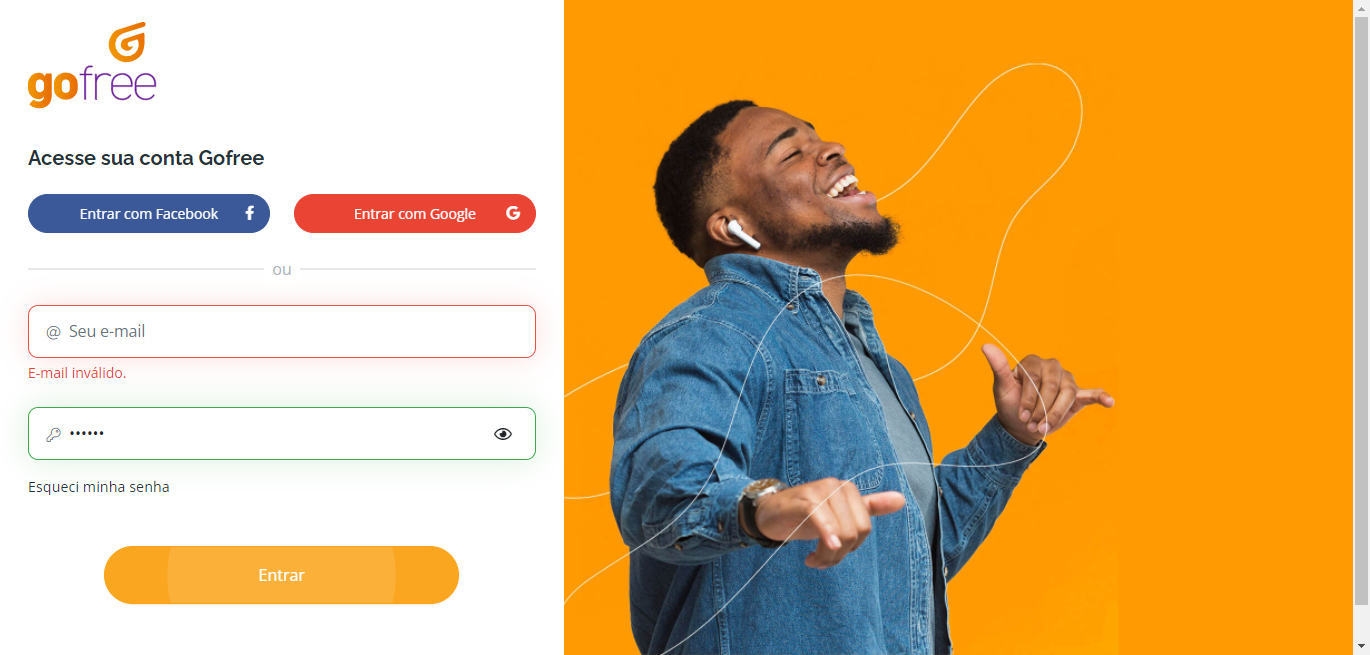 gofree
Acesse sua conta Gofree
Entrar com Facebook
Entrar com Google
ou
@ Seu e-mail
E-mail inválido.
••••••
Esqueci minha senha
Entrar